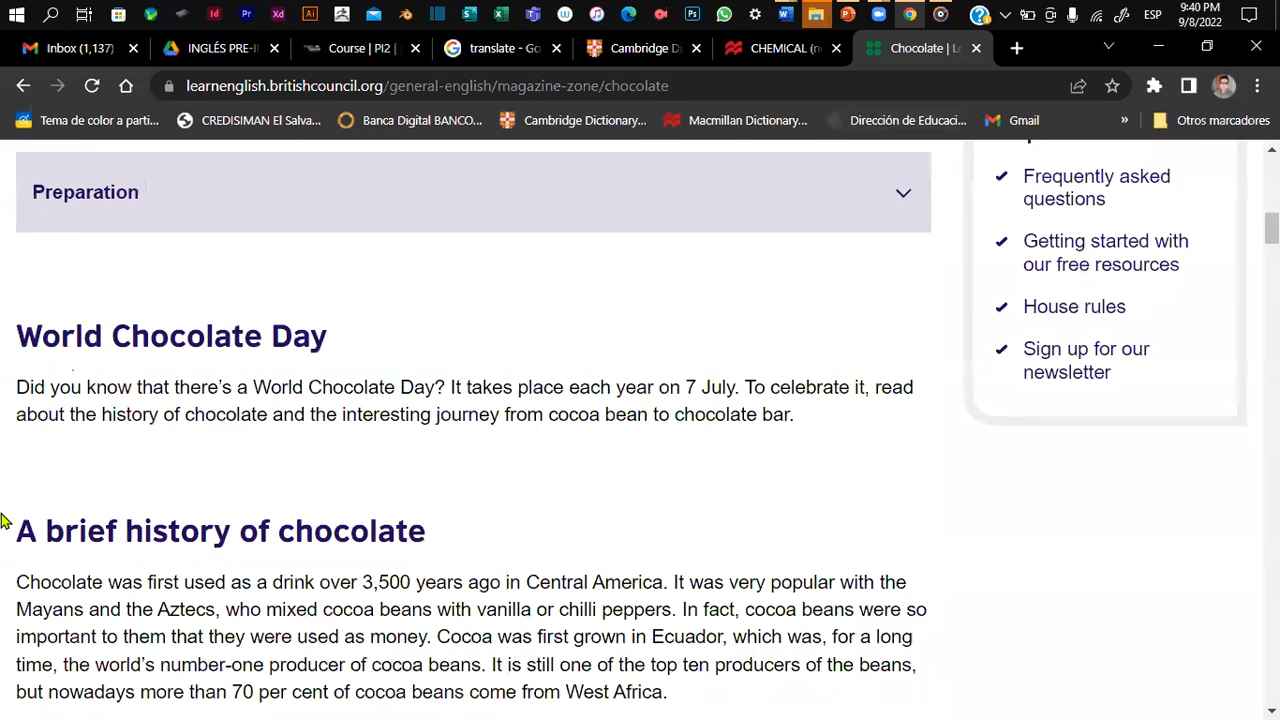 9:40 PM
ESP
9/8/2022
Inbox (1,137)
INGLÉS PRE-I
Course | PI2 |
translate - Go
Cambridge D
CHEMICAL (n
Chocolate | L
learnenglish.britishcouncil.org/general-english/magazine-zone/chocolate
Tema de color a parti...
CREDISIMAN El Salva...
Banca Digital BANCO...
Cambridge Dictionary...
Macmillan Dictionary...
Dirección de Educaci...
Gmail
»
Otros marcadores
Preparation
Frequently asked
questions
Getting started with
our free resources
House rules
Sign up for our
newsletter
World Chocolate Day
Did you know that there's a World Chocolate Day? It takes place each year on 7 July. To celebrate it, read
about the history of chocolate and the interesting journey from cocoa bean to chocolate bar.
A brief history of chocolate
Chocolate was first used as a drink over 3,500 years ago in Central America. It was very popular with the
Mayans and the Aztecs, who mixed cocoa beans with vanilla or chilli peppers. In fact, cocoa beans were so
important to them that they were used as money. Cocoa was first grown in Ecuador, which was, for a long
time, the world's number-one producer of cocoa beans. It is still one of the top ten producers of the beans,
but nowadays more than 70 per cent of cocoa beans come from West Africa.